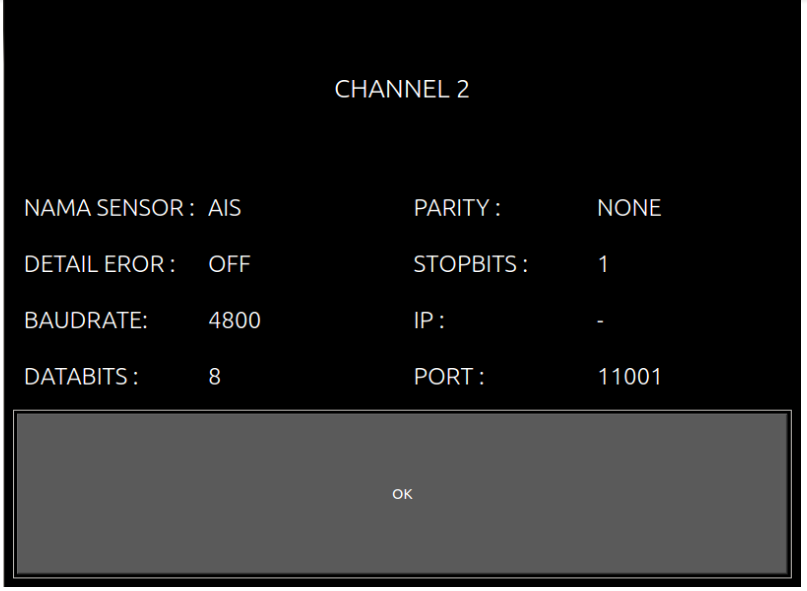 CHANNEL 2
NAMA SENSOR : AIS PARITY : NONE
DETAIL EROR : OFF STOPBITS : 1
BAUDRATE: 4800 IP : -
DATABITS : 8 PORT : 11001
OK